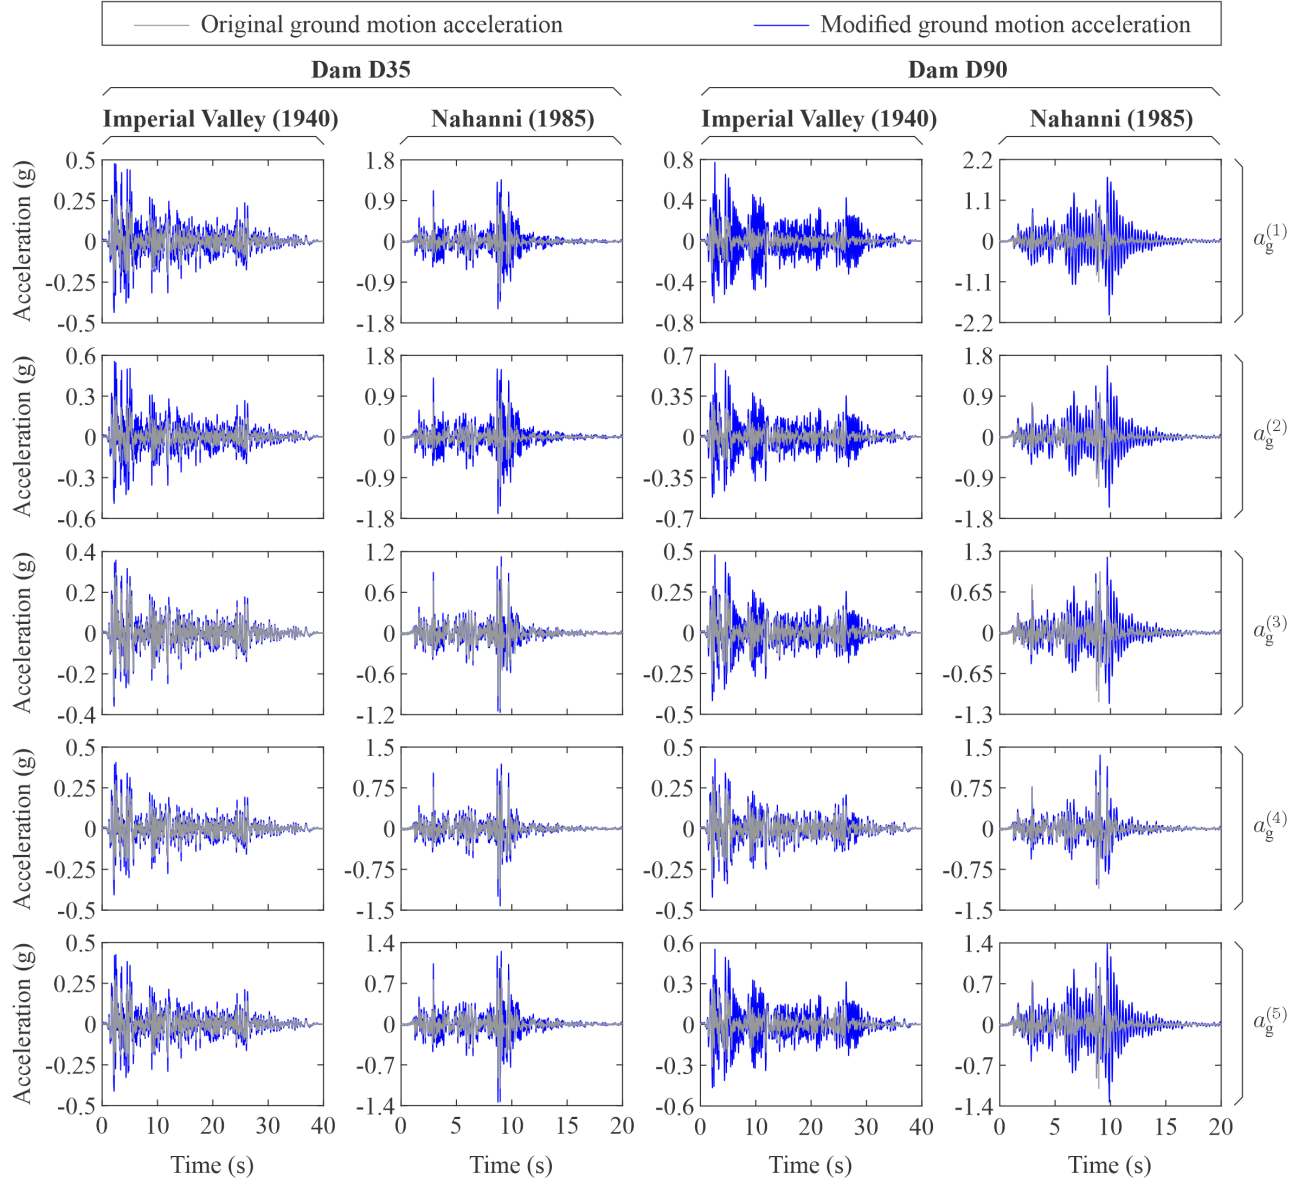 Original ground motion acceleration Modified ground motion acceleration
Dam D35 Dam D90
Imperial Valley (1940) Nahanni (1985) Imperial Valley (1940) Nahanni (1985)
Acceleration (g)
0.5 0.25 0 -0.25 -0.5
1.8 0.9 0 -0.9 -1.8
0.8 0.4 0 -0.4 -0.8
2.2 1.1 0 -1.1 -2.2
a_g^(1)
Acceleration (g)
0.6 0.3 0 -0.3 -0.6
1.8 0.9 0 -0.9 -1.8
0.7 0.35 0 -0.35 -0.7
1.8 0.9 0 -0.9 -1.8
a_g^(2)
Acceleration (g)
0.4 0.2 0 -0.2 -0.4
1.2 0.6 0 -0.6 -1.2
0.5 0.25 0 -0.25 -0.5
1.3 0.65 0 -0.65 -1.3
a_g^(3)
Acceleration (g)
0.5 0.25 0 -0.25 -0.5
1.5 0.75 0 -0.75 -1.5
0.5 0.25 0 -0.25 -0.5
1.5 0.75 0 -0.75 -1.5
a_g^(4)
Acceleration (g)
0.5 0.25 0 -0.25 -0.5
1.4 0.7 0 -0.7 -1.4
0.6 0.3 0 -0.3 -0.6
1.4 0.7 0 -0.7 -1.4
a_g^(5)
0 10 20 30 40 0 5 10 15 20 0 10 20 30 40 0 5 10 15 20
Time (s) Time (s) Time (s) Time (s)